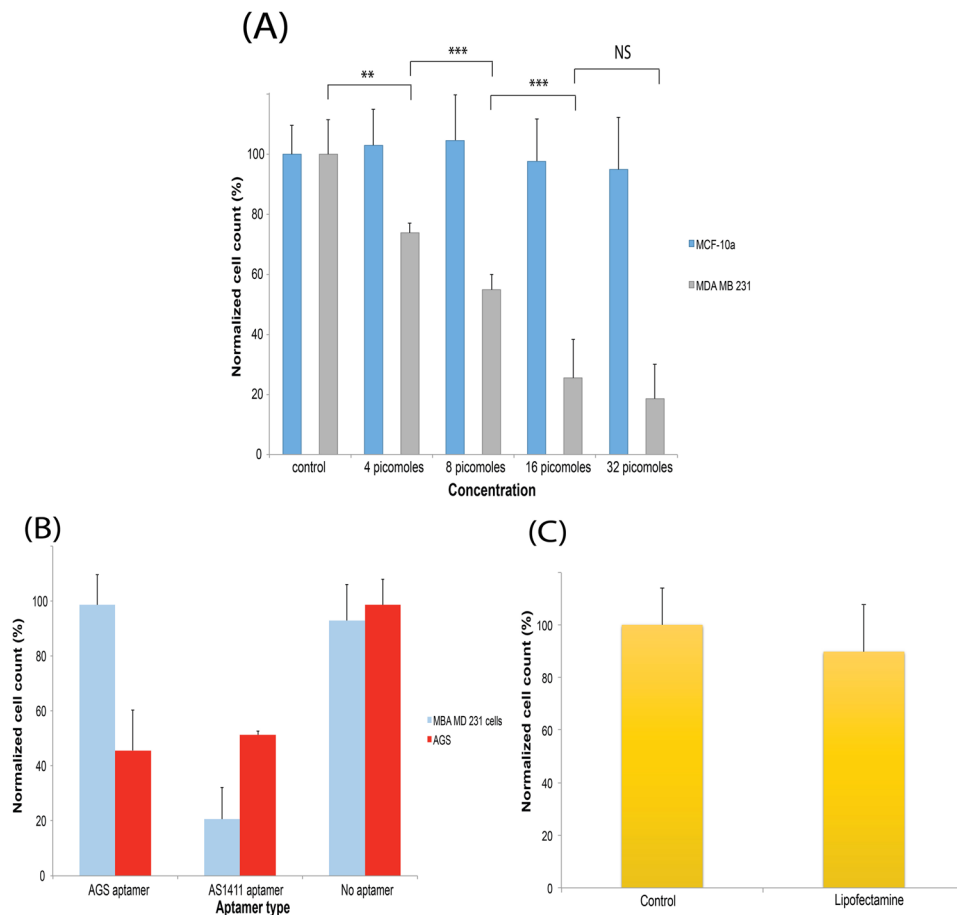 (A)
NS
***
**
***
Normalized cell count (%)
100
80
60
40
20
0
control
4 picomoles
8 picomoles
16 picomoles
32 picomoles
Concentration
MCF-10a
MDA MB 231
(B)
Normalized cell count (%)
100
80
60
40
20
0
AGS aptamer
AS1411 aptamer
No aptamer
Aptamer type
MBA MD 231 cells
AGS
(C)
Normalized cell count (%)
100
80
60
40
20
0
Control
Lipofectamine